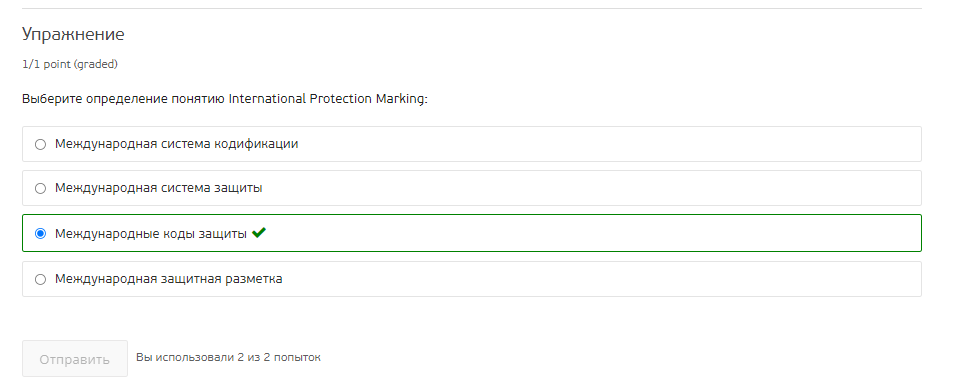 Упражнение
1/1 point (graded)
Выберите определение понятию International Protection Marking:
Международная система кодификации
Международная система защиты
Международные коды защиты
Международная защитная разметка
Отправить Вы использовали 2 из 2 попыток